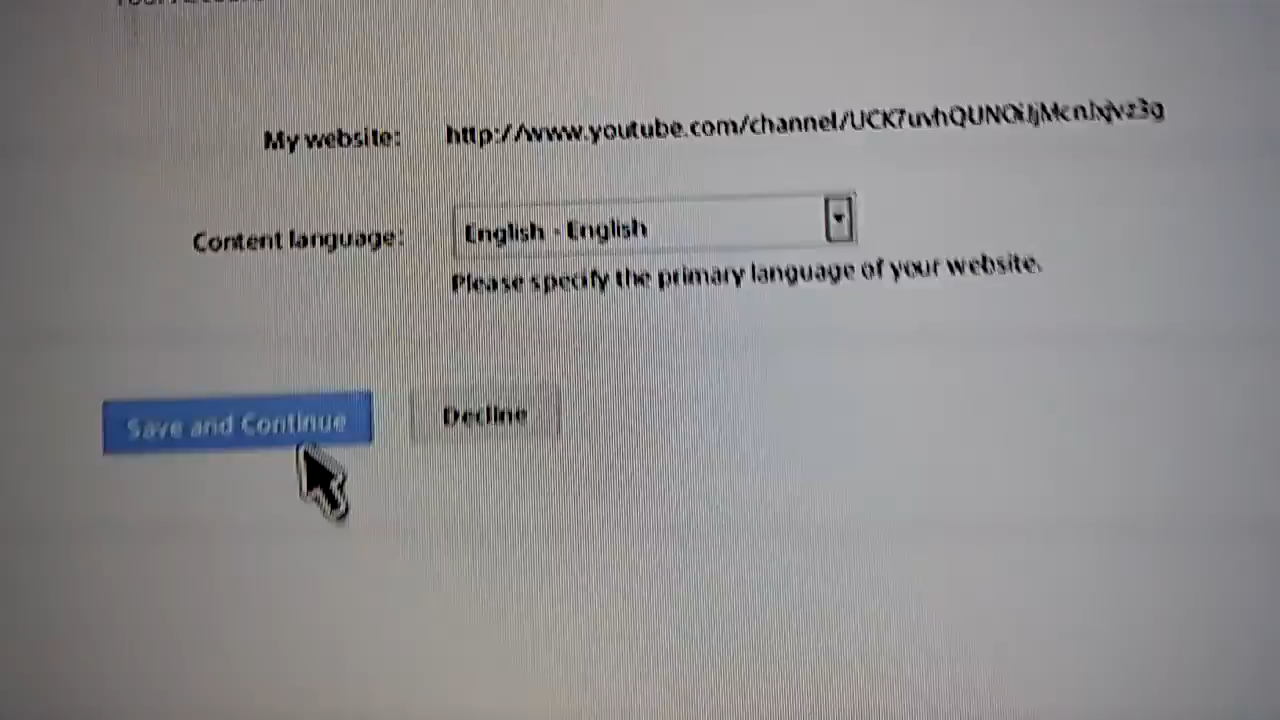 My website: http://www.youtube.com/channel/
Content language: English - English
Please specify the primary language of your website.
Save and Continue Decline